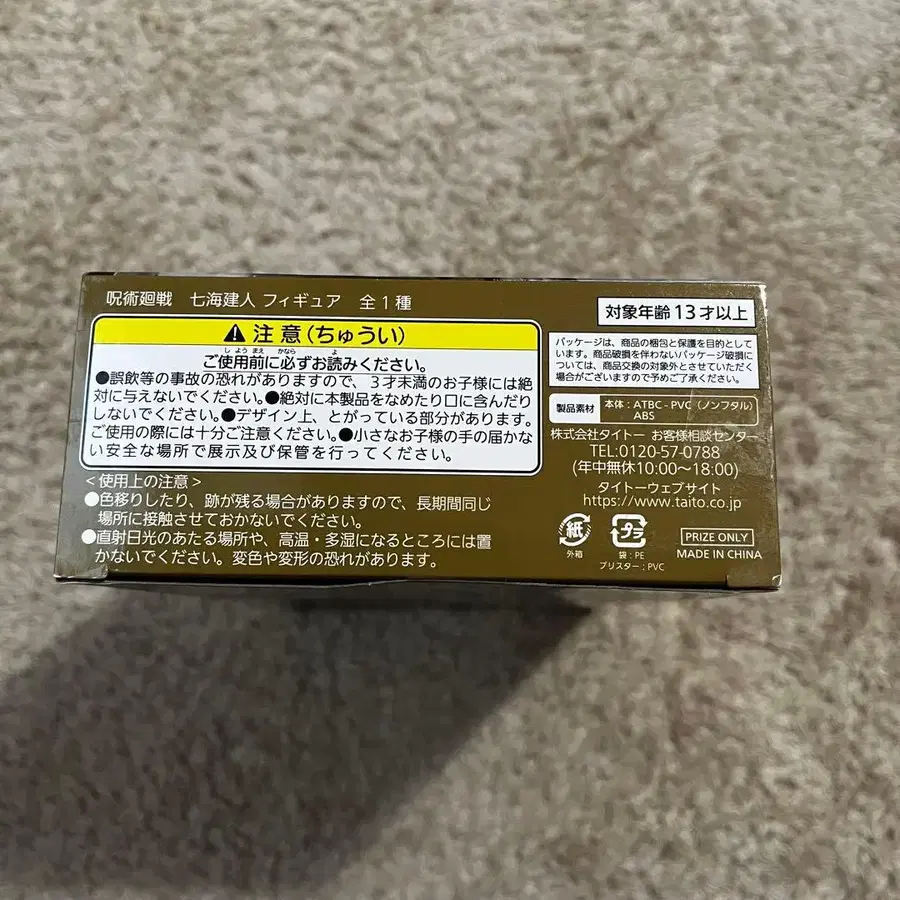 呪術廻戦 七海建人 フィギュア 全1種
対象年齢13才以上
注意(ちゅうい)
しようまえ かなら よ
ご使用前に必ずお読みください。
●誤飲等の事故の恐れがありますので、3才未満のお子様には絶
対に与えないでください。●絶対に本製品をなめたり口に含んだり
しないでください。●デザイン上、とがっている部分があります。
ご使用の際には十分ご注意ください。●小さなお子様の手の届かな
い安全な場所で展示及び保管を行ってください。
<使用上の注意>
●色移りしたり、跡が残る場合がありますので、長期間同じ
場所に接触させておかないでください。
●直射日光のあたる場所や、高温・多湿になるところには置
かないでください。変色や変形の恐れがあります。
パッケージは、商品の梱包と保護を目的として
います。商品破損を伴わないパッケージ破損に
ついては、商品交換の対象外とさせていただく
場合がございますので予めご了承ください。
製品素材
本体:ATBC-PVC(ノンフタル)
ABS
株式会社タイトー お客様相談センター
TEL:0120-57-0788
(年中無休10:00〜18:00)
タイトーウェブサイト
https://www.taito.co.jp
紙
外箱
プラ
袋:PE
ブリスター:PVC
PRIZE ONLY
MADE IN CHINA